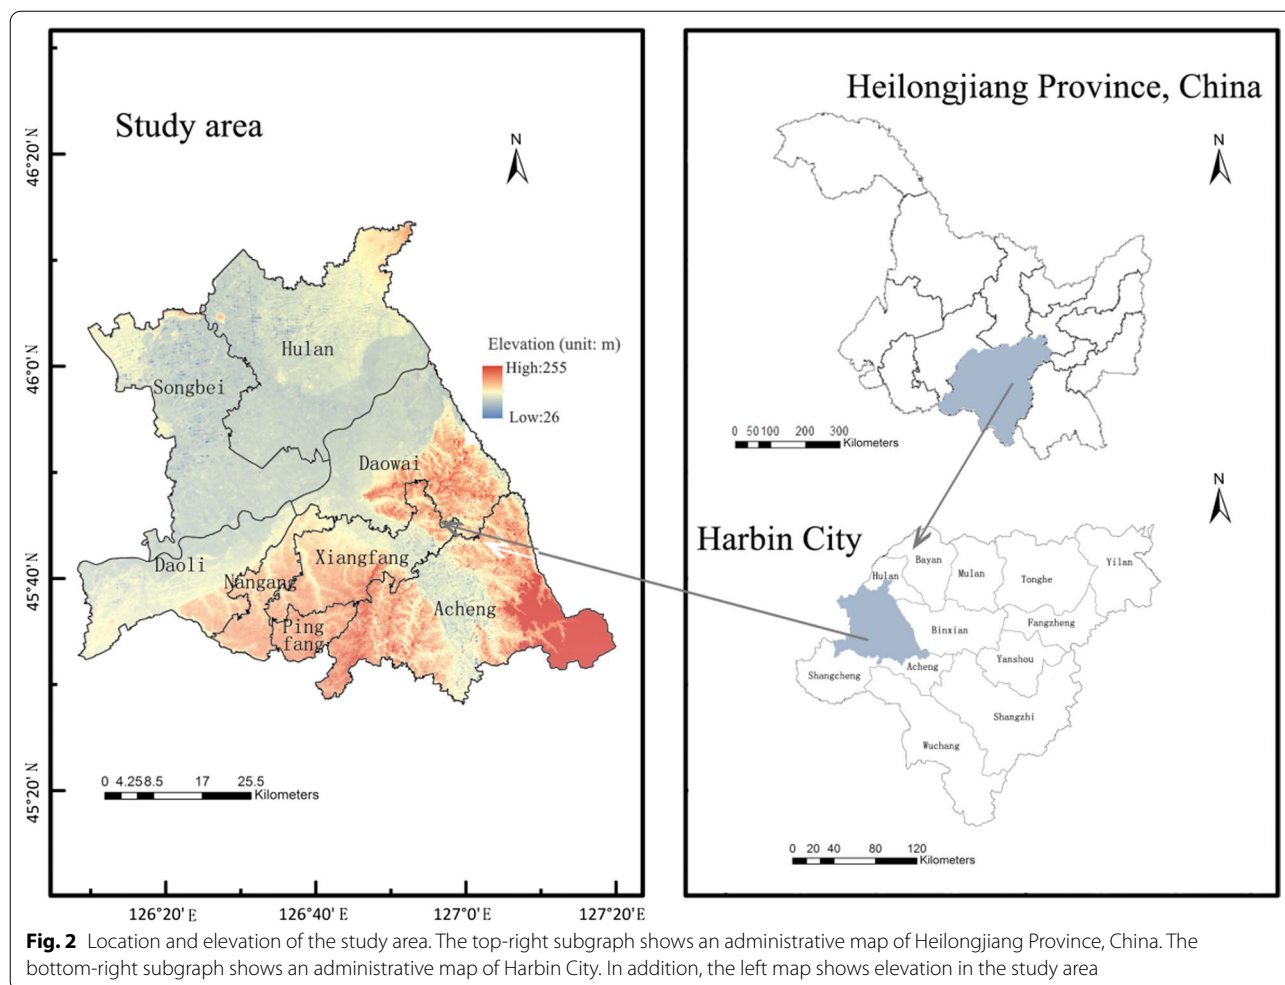 Study area
N
46°20′ N
46°0′ N
45°40′ N
45°20′ N
Hulan
Songbei
Elevation (unit: m)
High:255
Low:26
Daowai
Daoli
Xiangfang
Nangang
Acheng
Ping
fang
0 4.25 8.5 17 25.5
Kilometers
126°20′ E
126°40′ E
127°0′ E
127°20′ E
Heilongjiang Province, China
N
0 50 100 200 300
Kilometers
N
Harbin City
Bayan
Yilan
Hulan
Mulan
Tonghe
Binxian
Fangzheng
Acheng
Yanshou
Shangcheng
Shangzhi
Wuchang
0 20 40 80 120
Kilometers
Fig. 2 Location and elevation of the study area. The top-right subgraph shows an administrative map of Heilongjiang Province, China. The
bottom-right subgraph shows an administrative map of Harbin City. In addition, the left map shows elevation in the study area